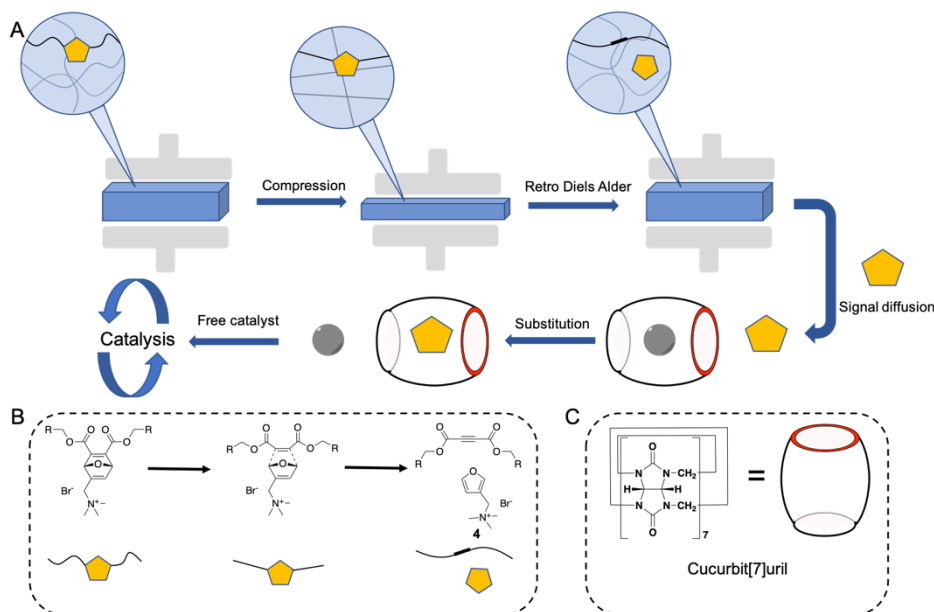 A
Compression
Retro Diels Alder
Signal diffusion
Substitution
Free catalyst
Catalysis
B
R
O
O
O
O
R
O
Br-
N+
R
O
O
O
O
R
O
Br-
N+
O
O
R
O
O
R
O
Br-
N+
4
C
O
N N CH₂
H H
N N CH₂
O
7
=
Cucurbit[7]uril